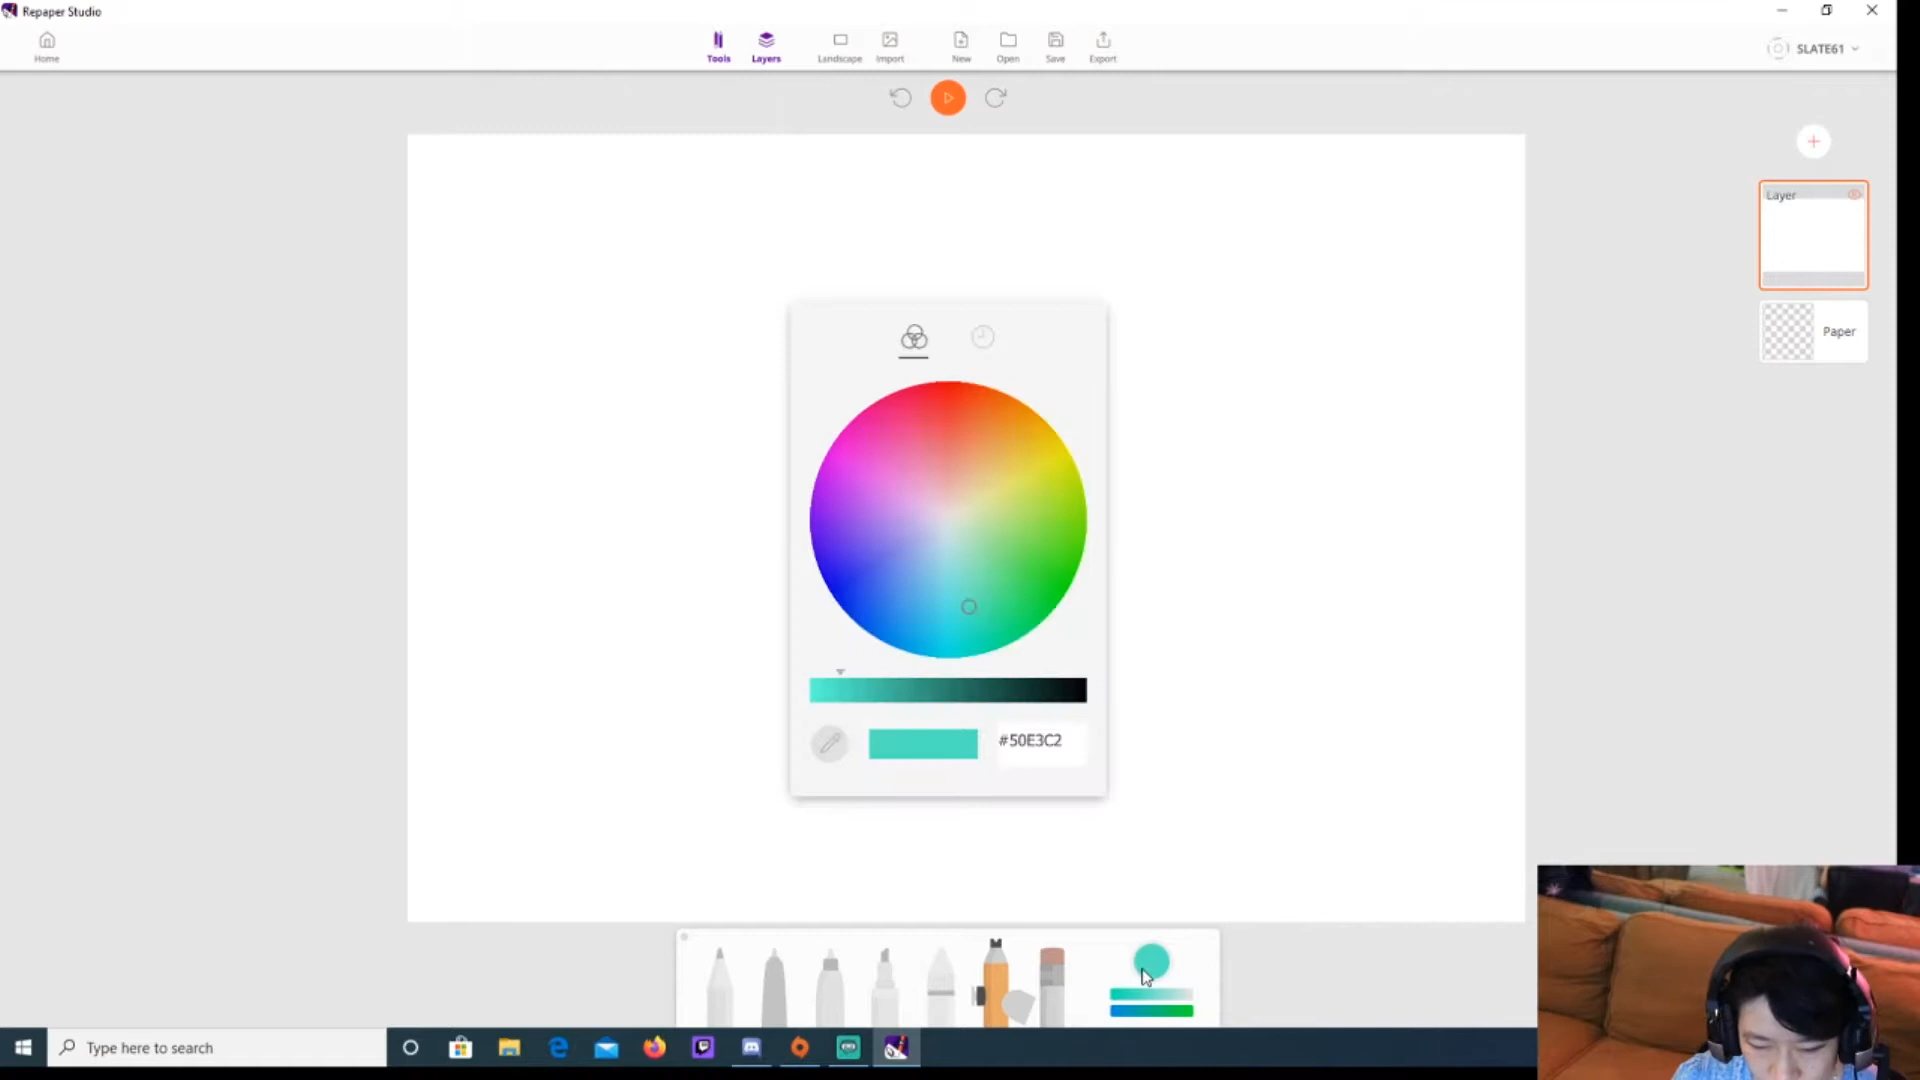 Repaper Studio
Home
Tools
Layers
Landscape
Import
New
Open
Save
Export
SLATE61
Layer
Paper
#50E3C2
Type here to search